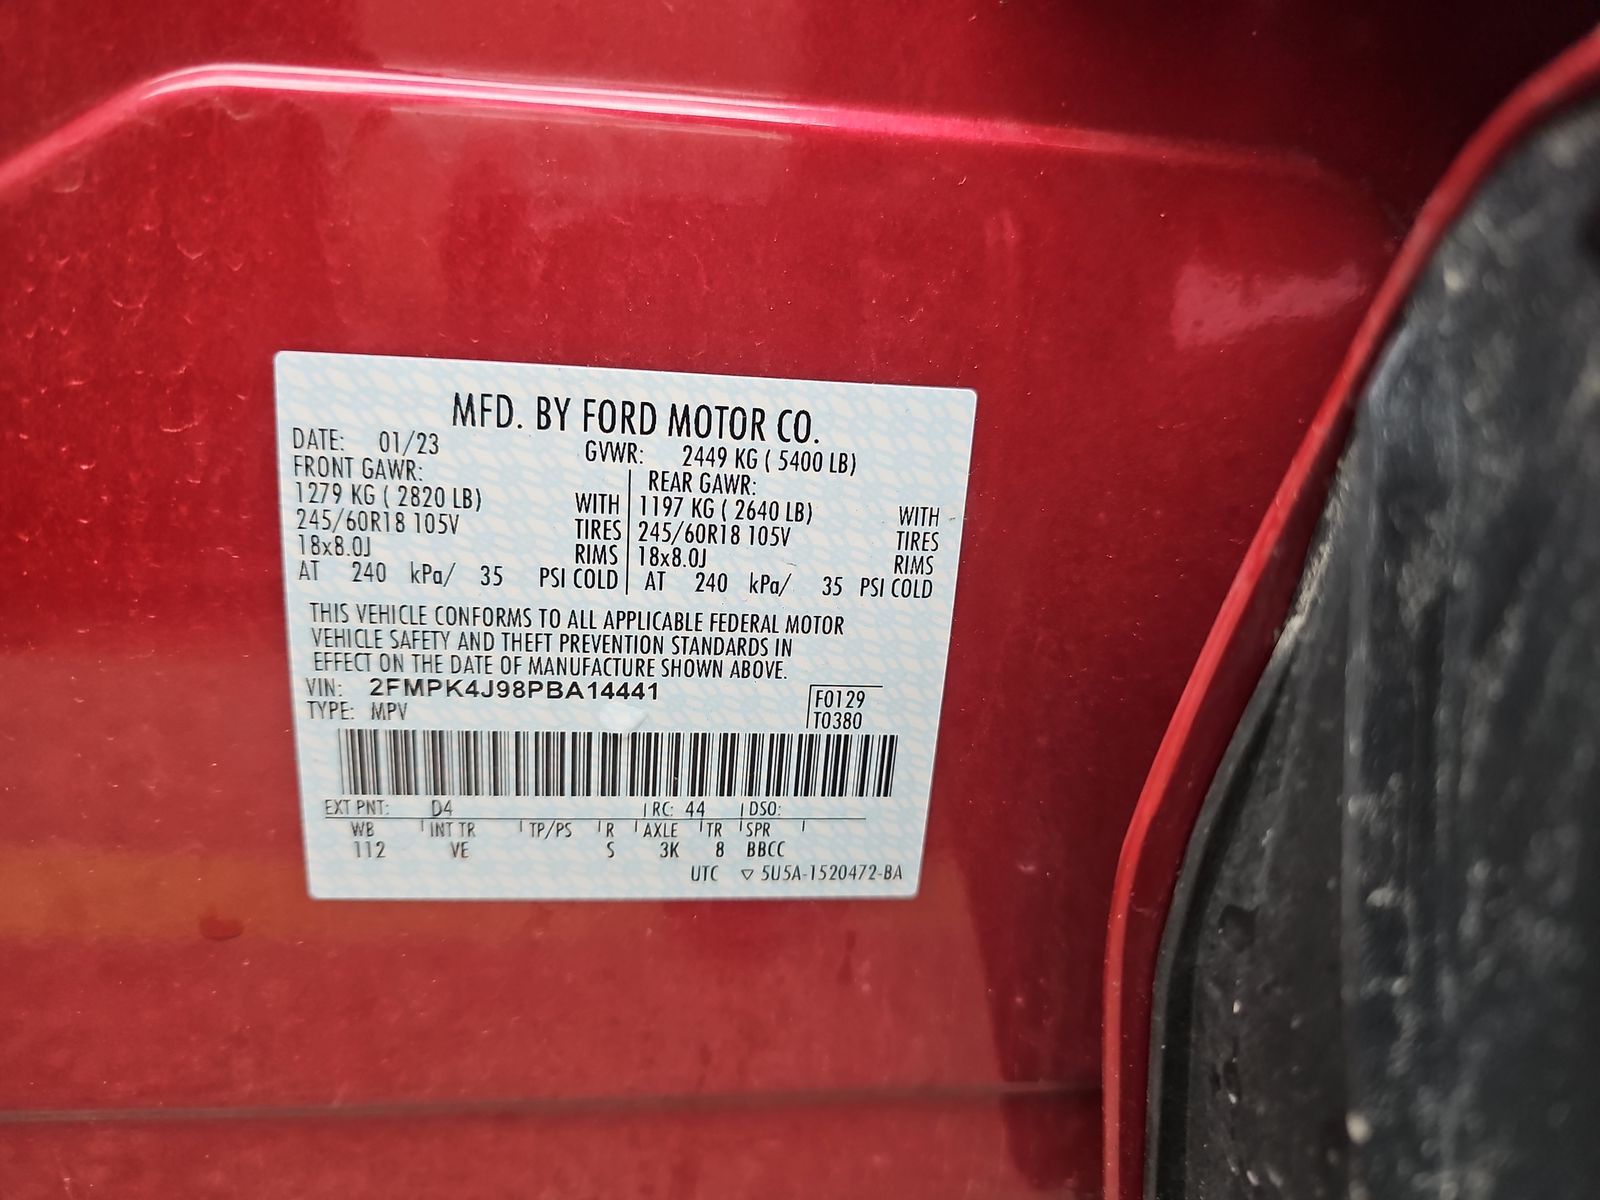 MFD. BY FORD MOTOR CO.
DATE: 01/23 GVWR: 2449 KG ( 5400 LB)
FRONT GAWR: REAR GAWR:
1279 KG ( 2820 LB) WITH 1197 KG ( 2640 LB) WITH
245/60R18 105V TIRES 245/60R18 105V TIRES
18x8.0J RIMS 18x8.0J RIMS
AT 240 kPa/ 35 PSI COLD AT 240 kPa/ 35 PSI COLD
THIS VEHICLE CONFORMS TO ALL APPLICABLE FEDERAL MOTOR
VEHICLE SAFETY AND THEFT PREVENTION STANDARDS IN
EFFECT ON THE DATE OF MANUFACTURE SHOWN ABOVE.
VIN: 2FMPK4J98PBA14441 F0129
TYPE: MPV T0380
EXT PNT: D4 RC: 44 DSO:
WB INT TR TP/PS R AXLE TR SPR
112 VE S 3K 8 BBCC
UTC ▽ 5U5A-1520472-BA